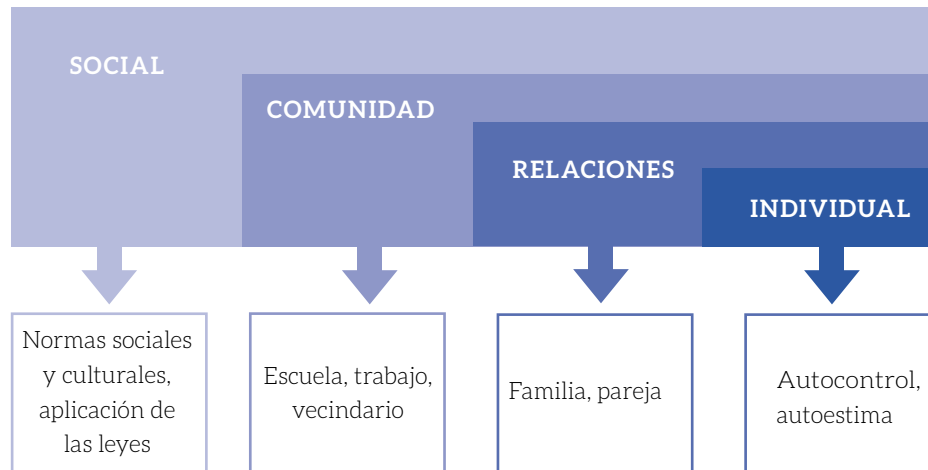 SOCIAL
COMUNIDAD
RELACIONES
INDIVIDUAL
Normas sociales
y culturales,
aplicación de
las leyes
Escuela, trabajo,
vecindario
Familia, pareja
Autocontrol,
autoestima